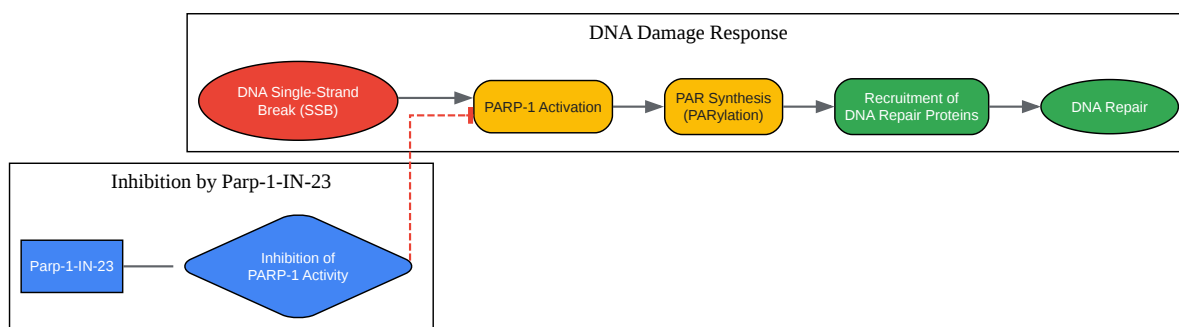 DNA Damage Response
DNA Single-Strand
Break (SSB)
PARP-1 Activation
PAR Synthesis
(PARylation)
Recruitment of
DNA Repair Proteins
DNA Repair
Inhibition by Parp-1-IN-23
Parp-1-IN-23
Inhibition of
PARP-1 Activity